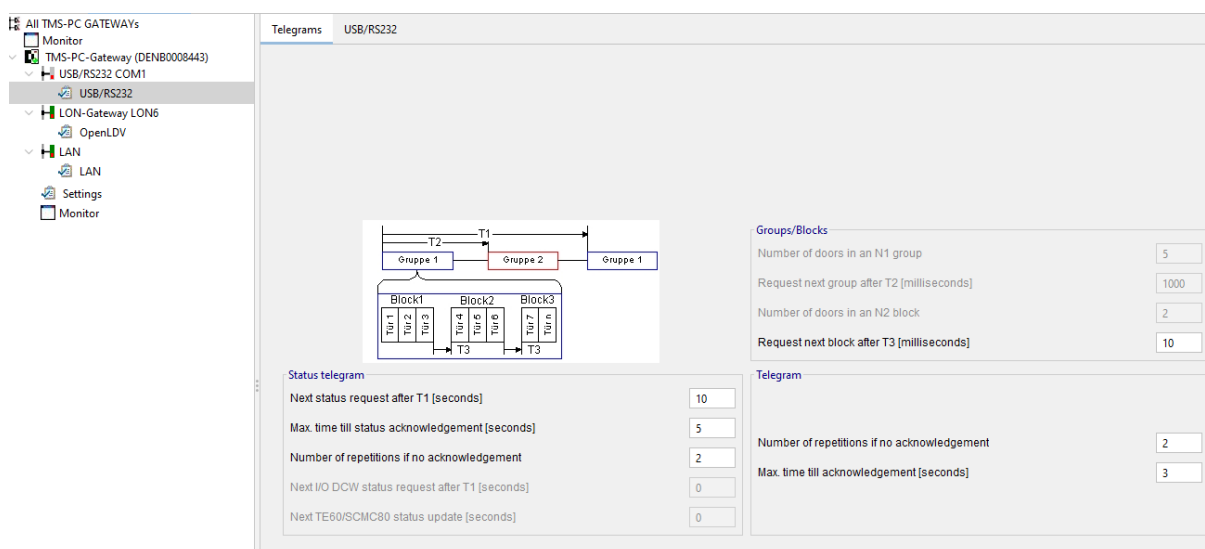 All TMS-PC GATEWAYs
Monitor
TMS-PC-Gateway (DENB0008443)
USB/RS232 COM1
USB/RS232
LON-Gateway LON6
OpenLDV
LAN
LAN
Settings
Monitor
Telegrams USB/RS232
T1
T2
Gruppe 1 Gruppe 2 Gruppe 1
Block1 Block2 Block3
Tür 1 Tür 2 Tür 3 Tür 4 Tür 5 Tür 6 Tür 7 Tür n
T3 T3
Groups/Blocks
Number of doors in an N1 group 5
Request next group after T2 [milliseconds] 1000
Number of doors in an N2 block 2
Request next block after T3 [milliseconds] 10
Status telegram
Next status request after T1 [seconds] 10
Max. time till status acknowledgement [seconds] 5
Number of repetitions if no acknowledgement 2
Next I/O DCW status request after T1 [seconds] 0
Next TE60/SCMC80 status update [seconds] 0
Telegram
Number of repetitions if no acknowledgement 2
Max. time till acknowledgement [seconds] 3